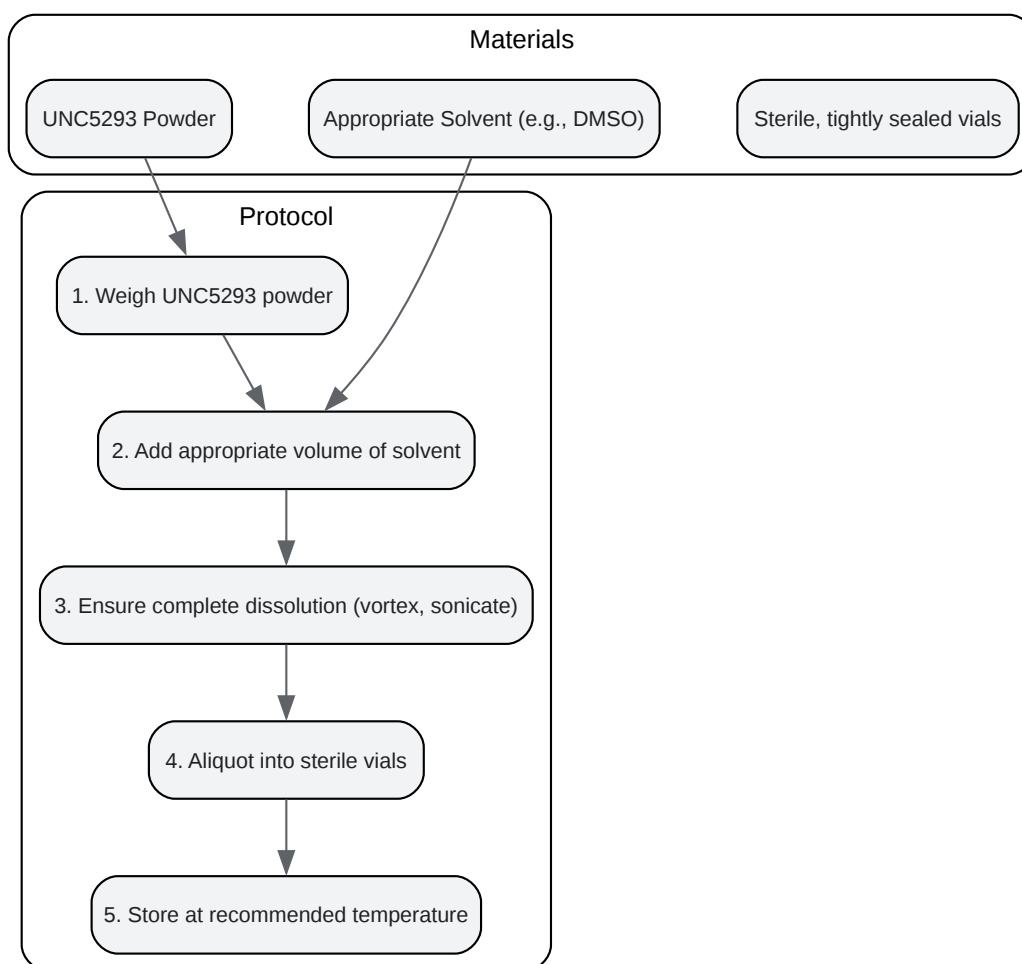 Materials
UNC5293 Powder
Appropriate Solvent (e.g., DMSO)
Sterile, tightly sealed vials
Protocol
1. Weigh UNC5293 powder
2. Add appropriate volume of solvent
3. Ensure complete dissolution (vortex, sonicate)
4. Aliquot into sterile vials
5. Store at recommended temperature